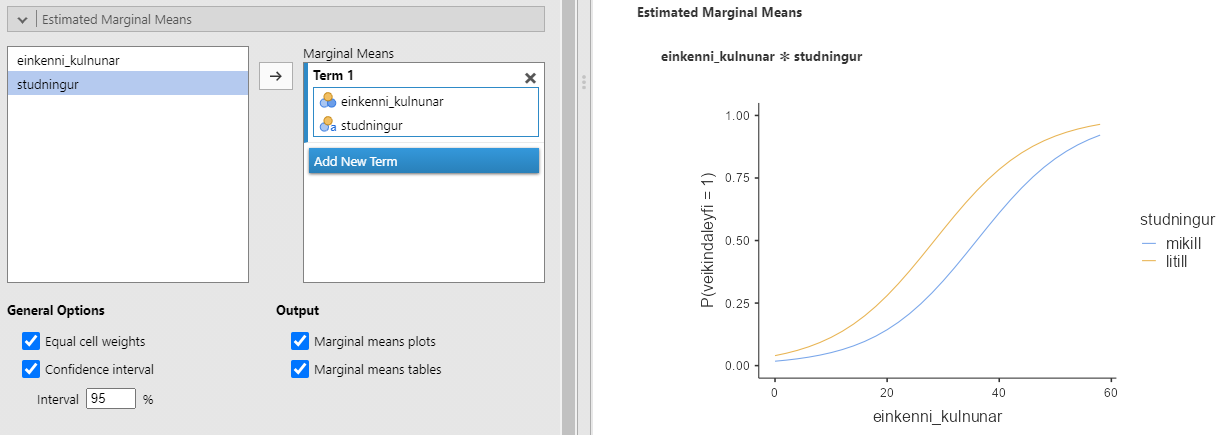 Estimated Marginal Means
einkenni_kulnunar
studningur
Marginal Means
Term 1
einkenni_kulnunar
a studningur
Add New Term
General Options
Equal cell weights
Confidence interval
Interval 95 %
Output
Marginal means plots
Marginal means tables
Estimated Marginal Means
einkenni_kulnunar ✻ studningur
1.00
0.75
0.50
0.25
0.00
P(veikindaleyfi = 1)
0 20 40 60
einkenni_kulnunar
studningur
mikill
litill